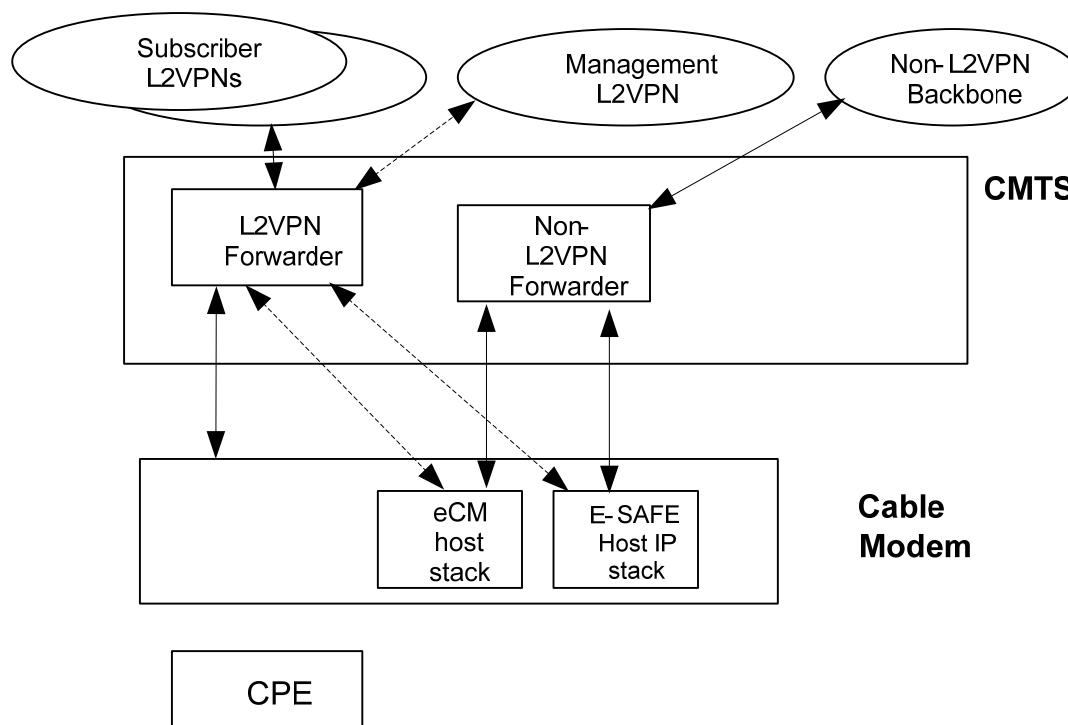 Subscriber
L2VPNs
Management
L2VPN
Non-L2VPN
Backbone
CMTS
L2VPN
Forwarder
Non-
L2VPN
Forwarder
eCM
host
stack
E-SAFE
Host IP
stack
Cable
Modem
CPE